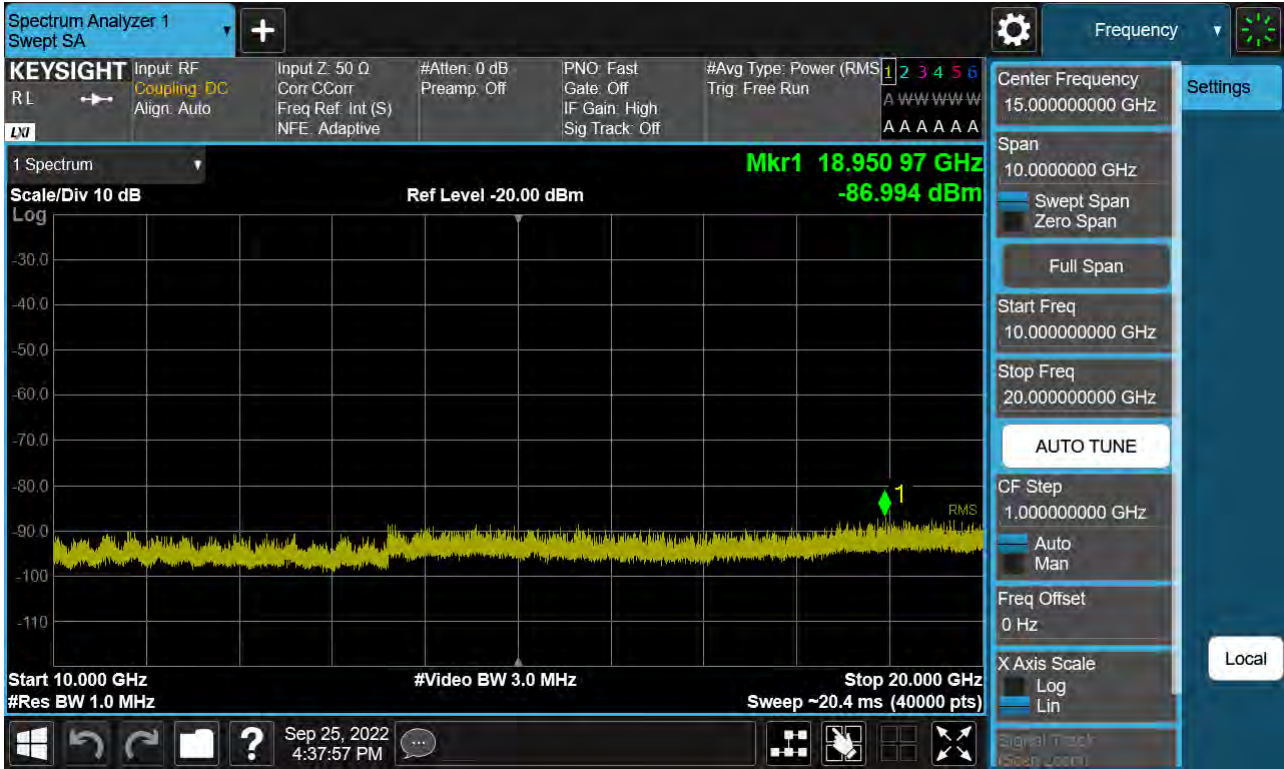 Spectrum Analyzer 1
Swept SA
+
Frequency
KEYSIGHT
RL
LXI
Input: RF
Coupling: DC
Align: Auto
Input Z: 50 Ω
Corr CCorr
Freq Ref: Int (S)
NFE: Adaptive
#Atten: 0 dB
Preamp: Off
PNO: Fast
Gate: Off
IF Gain: High
Sig Track: Off
#Avg Type: Power (RMS
Trig: Free Run
1 2 3 4 5 6
A W W W W W
A A A A A A
1 Spectrum
Scale/Div 10 dB
Log
Ref Level -20.00 dBm
Mkr1 18.950 97 GHz
-86.994 dBm
-30.0
-40.0
-50.0
-60.0
-70.0
-80.0
-90.0
-100
-110
1
RMS
Start 10.000 GHz
#Res BW 1.0 MHz
#Video BW 3.0 MHz
Stop 20.000 GHz
Sweep ~20.4 ms (40000 pts)
Center Frequency
15.000000000 GHz
Span
10.0000000 GHz
Swept Span
Zero Span
Full Span
Start Freq
10.000000000 GHz
Stop Freq
20.000000000 GHz
AUTO TUNE
CF Step
1.000000000 GHz
Auto
Man
Freq Offset
0 Hz
X Axis Scale
Log
Lin
Signal Track
(Span Zoom)
Settings
Local
?
Sep 25, 2022
4:37:57 PM